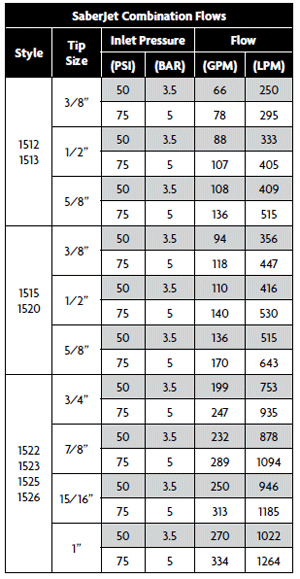 SaberJet Combination Flows
Style Tip Size Inlet Pressure Flow
(PSI) (BAR) (GPM) (LPM)
1512 1513
3/8” 50 3.5 66 250
75 5 78 295
1/2” 50 3.5 88 333
75 5 107 405
5/8” 50 3.5 108 409
75 5 136 515
1515 1520
3/8” 50 3.5 94 356
75 5 118 447
1/2” 50 3.5 110 416
75 5 140 530
5/8” 50 3.5 136 515
75 5 170 643
1522 1523 1525 1526
3/4” 50 3.5 199 753
75 5 247 935
7/8” 50 3.5 232 878
75 5 289 1094
15/16” 50 3.5 250 946
75 5 313 1185
1” 50 3.5 270 1022
75 5 334 1264